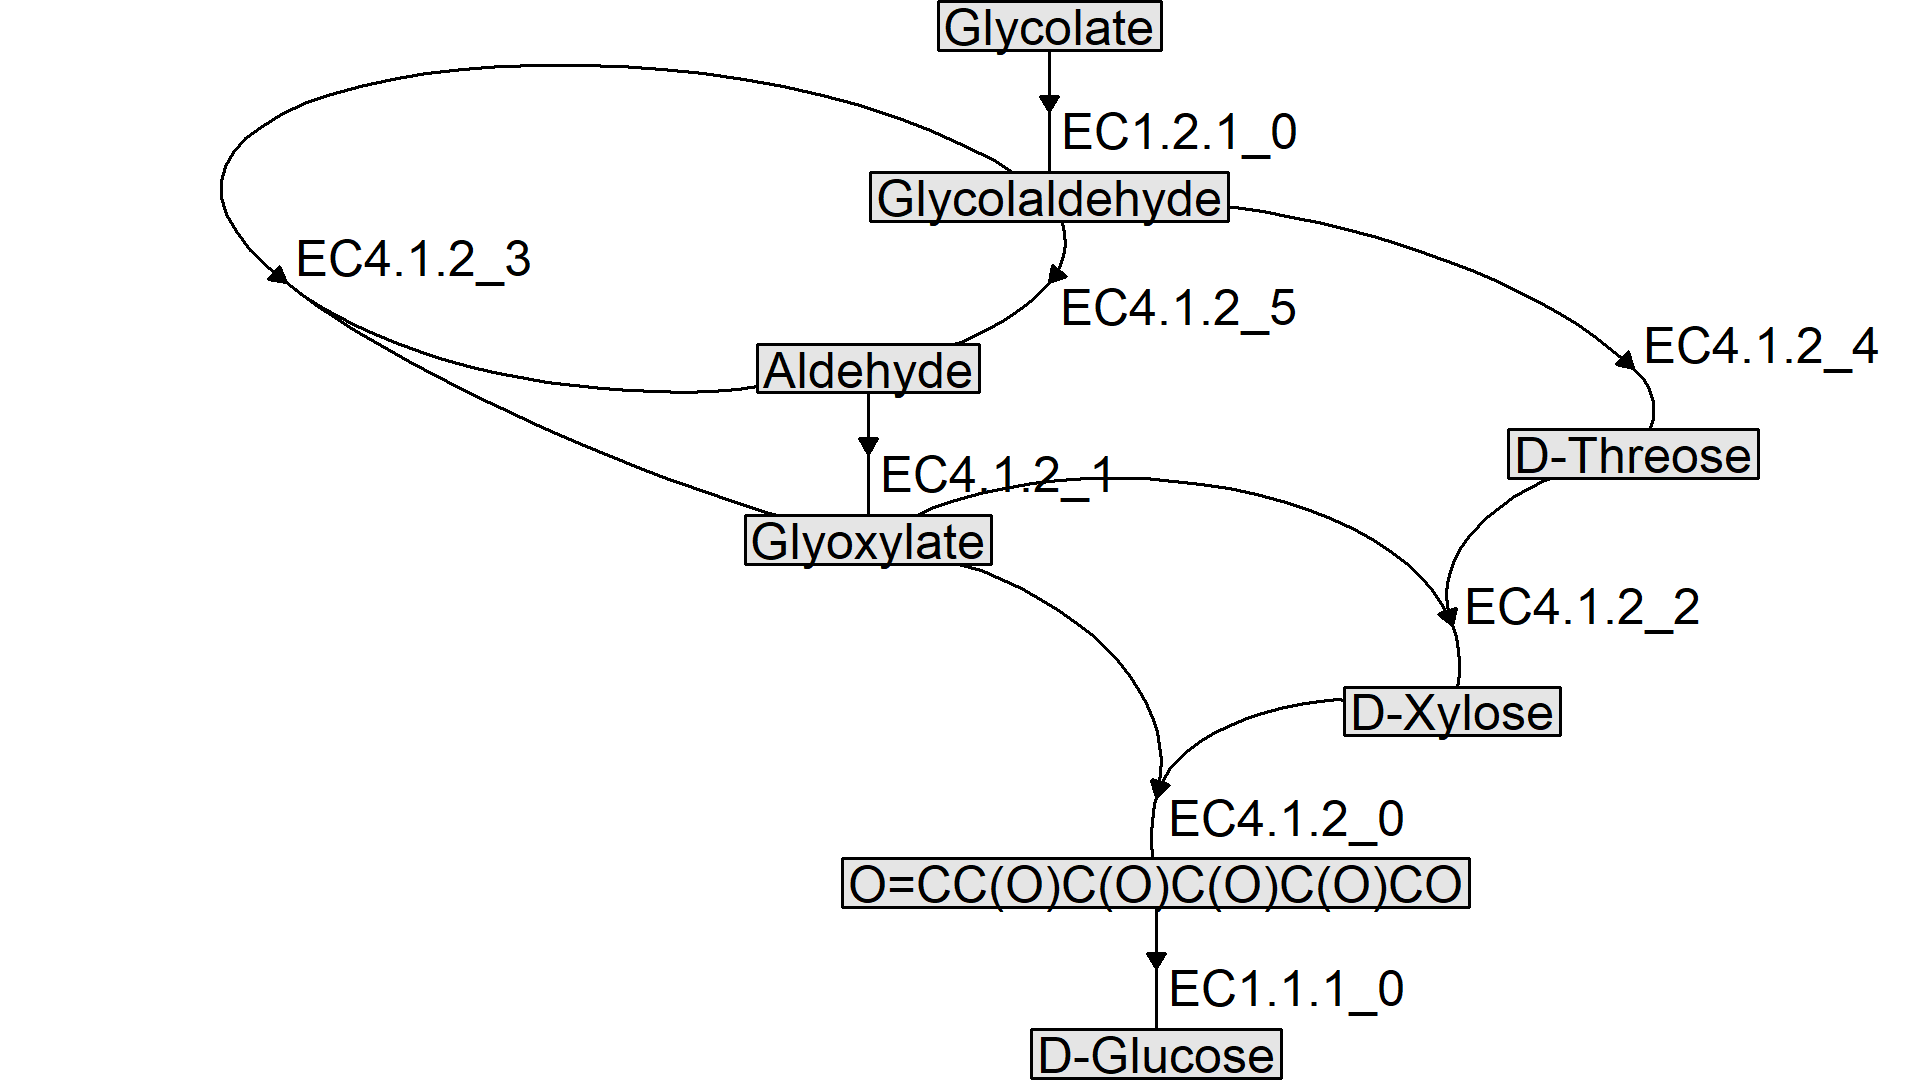 Glycolate
EC1.2.1_0
Glycolaldehyde
EC4.1.2_3
EC4.1.2_5
EC4.1.2_4
Aldehyde
D-Threose
EC4.1.2_1
Glyoxylate
EC4.1.2_2
D-Xylose
EC4.1.2_0
O=CC(O)C(O)C(O)C(O)CO
EC1.1.1_0
D-Glucose